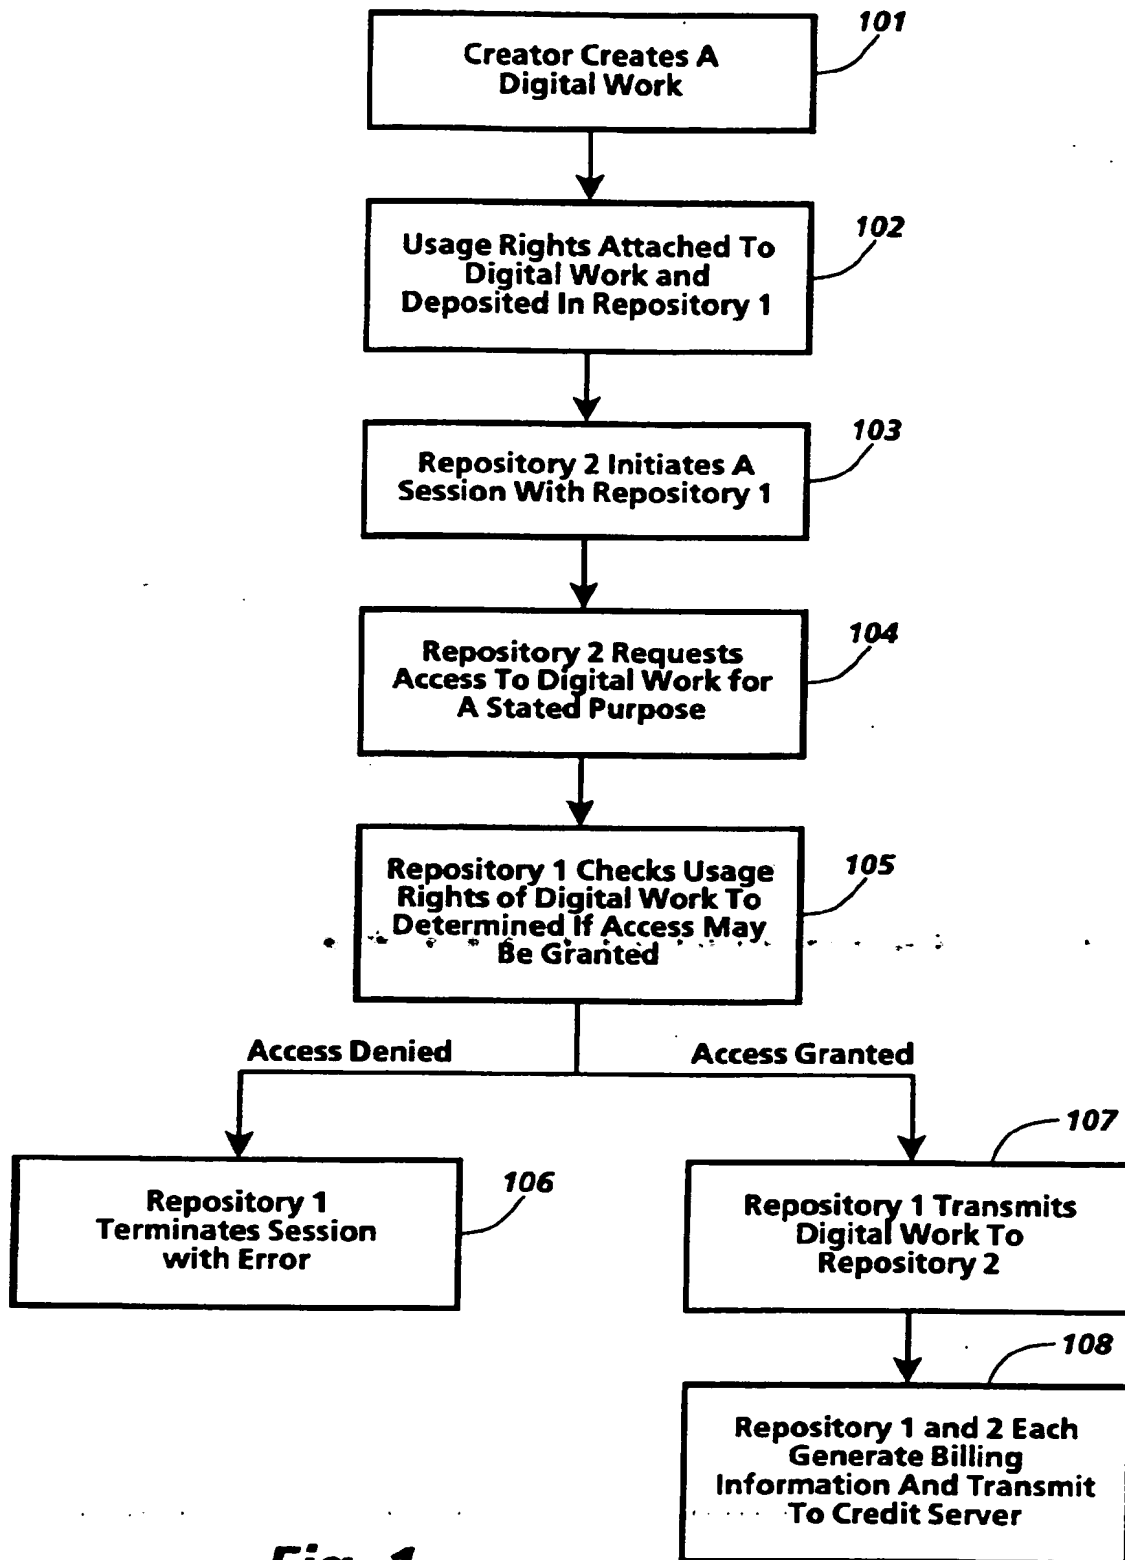 101
Creator Creates A
Digital Work
102
Usage Rights Attached To
Digital Work and
Deposited In Repository 1
103
Repository 2 Initiates A
Session With Repository 1
104
Repository 2 Requests
Access To Digital Work for
A Stated Purpose
105
Repository 1 Checks Usage
Rights of Digital Work To
Determined If Access May
Be Granted
Access Denied
Access Granted
106
Repository 1
Terminates Session
with Error
107
Repository 1 Transmits
Digital Work To
Repository 2
108
Repository 1 and 2 Each
Generate Billing
Information And Transmit
To Credit Server
Fig. 1